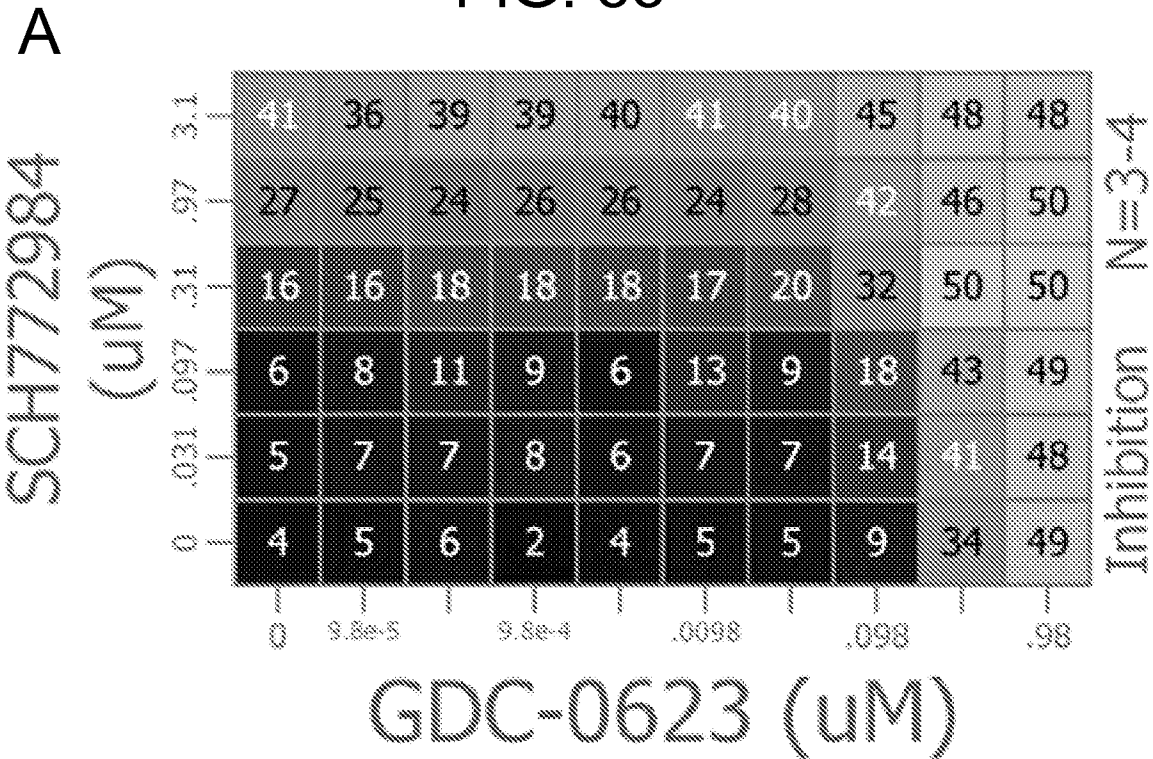 A
SCH772984
(uM)
3.1 41 36 39 39 40 41 40 45 48 48
.97 27 25 24 26 26 24 28 42 46 50
.31 16 16 18 18 18 17 20 32 50 50
.097 6 8 11 9 6 13 9 18 43 49
.031 5 7 7 8 6 7 7 14 41 48
0 4 5 6 2 4 5 5 9 34 49
0 9.8e-5 9.8e-4 .0098 .098 .98
GDC-0623 (uM)
Inhibition N=3-4